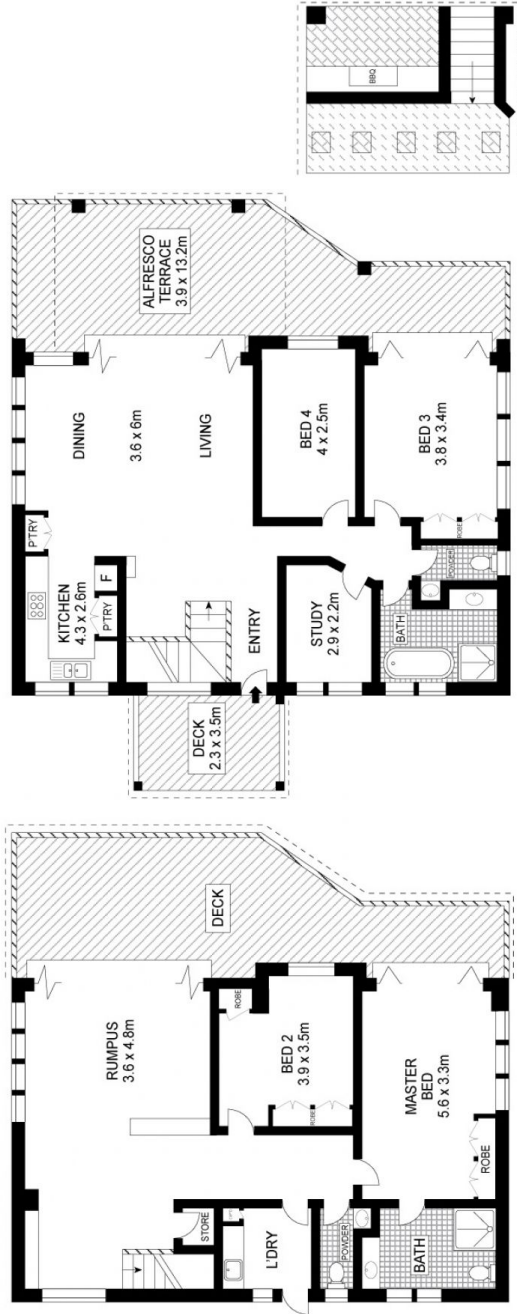 BBQ
ALFRESCO
TERRACE
3.9 x 13.2m
DINING
3.6 x 6m
LIVING
BED 4
4 x 2.5m
BED 3
3.8 x 3.4m
P'TRY
KITCHEN
4.3 x 2.6m
F
P'TRY
ENTRY
STUDY
2.9 x 2.2m
BATH
POWDER
ROBE
DECK
2.3 x 3.5m
DECK
RUMPUS
3.6 x 4.8m
ROBE
BED 2
3.9 x 3.5m
ROBE
MASTER
BED
5.6 x 3.3m
ROBE
STORE
L'DRY
POWDER
BATH